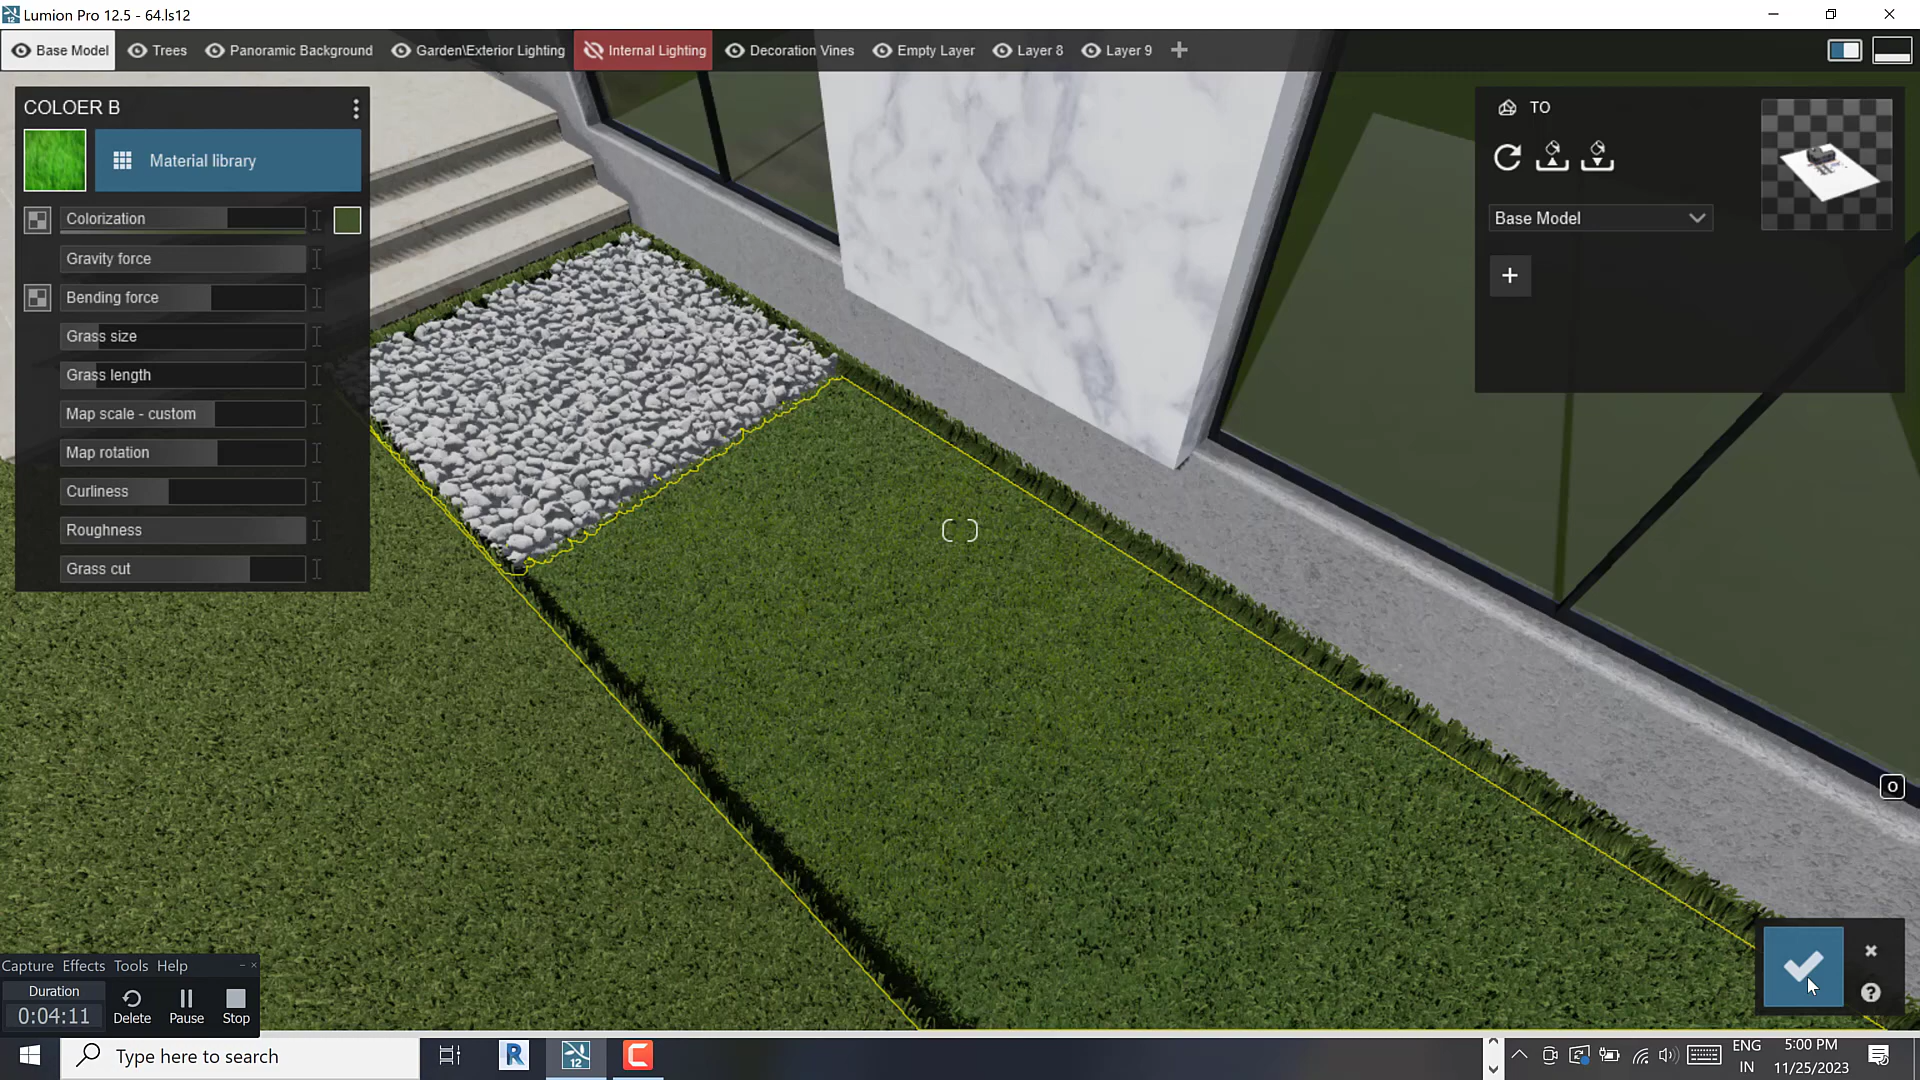 Lumion Pro 12.5 - 64.ls12
Base Model
Trees
Panoramic Background
Garden\Exterior Lighting
Internal Lighting
Decoration Vines
Empty Layer
Layer 8
Layer 9
COLOER B
Material library
Colorization
Gravity force
Bending force
Grass size
Grass length
Map scale - custom
Map rotation
Curliness
Roughness
Grass cut
TO
Base Model
O
Capture Effects Tools Help
Duration
0:04:11
Delete
Pause
Stop
Type here to search
R
12
C
ENG
IN
5:00 PM
11/25/2023